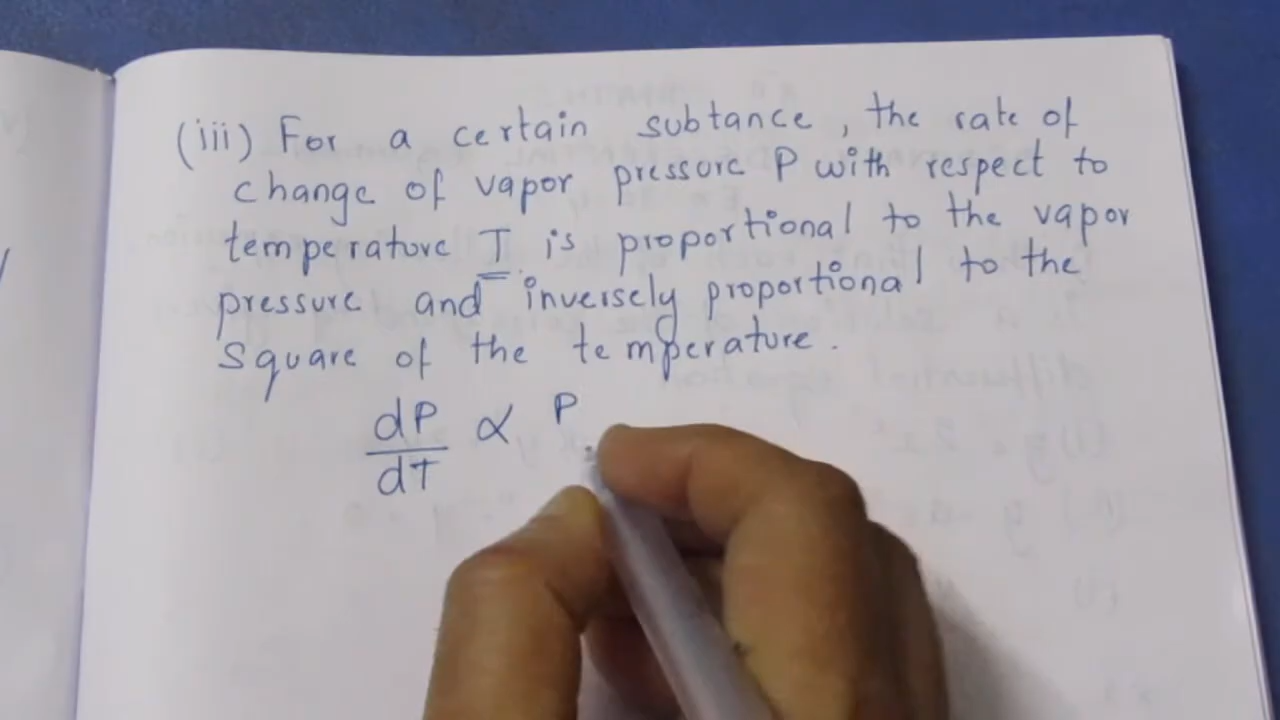 (iii) For a certain subtance, the rate of
change of vapor pressure P with respect to
temperature T is proportional to the vapor
pressure and inversely proportional to the
square of the temperature.
dP/dT ∝ P